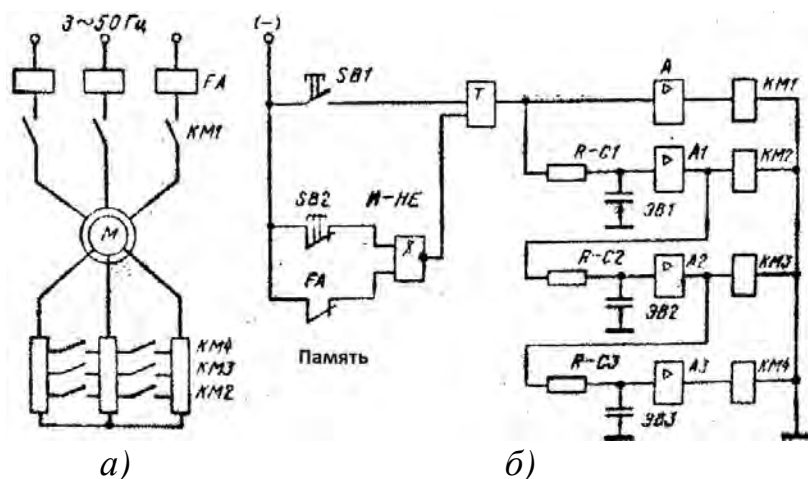 3~50Гц
FA
KM1
M
KM4
KM3
KM2
а)
(-)
SB1
T
A
KM1
R-C1
A1
KM2
ЭВ1
SB2
И-НЕ
&
FA
Память
R-C2
A2
KM3
ЭВ2
R-C3
A3
KM4
ЭВ3
б)